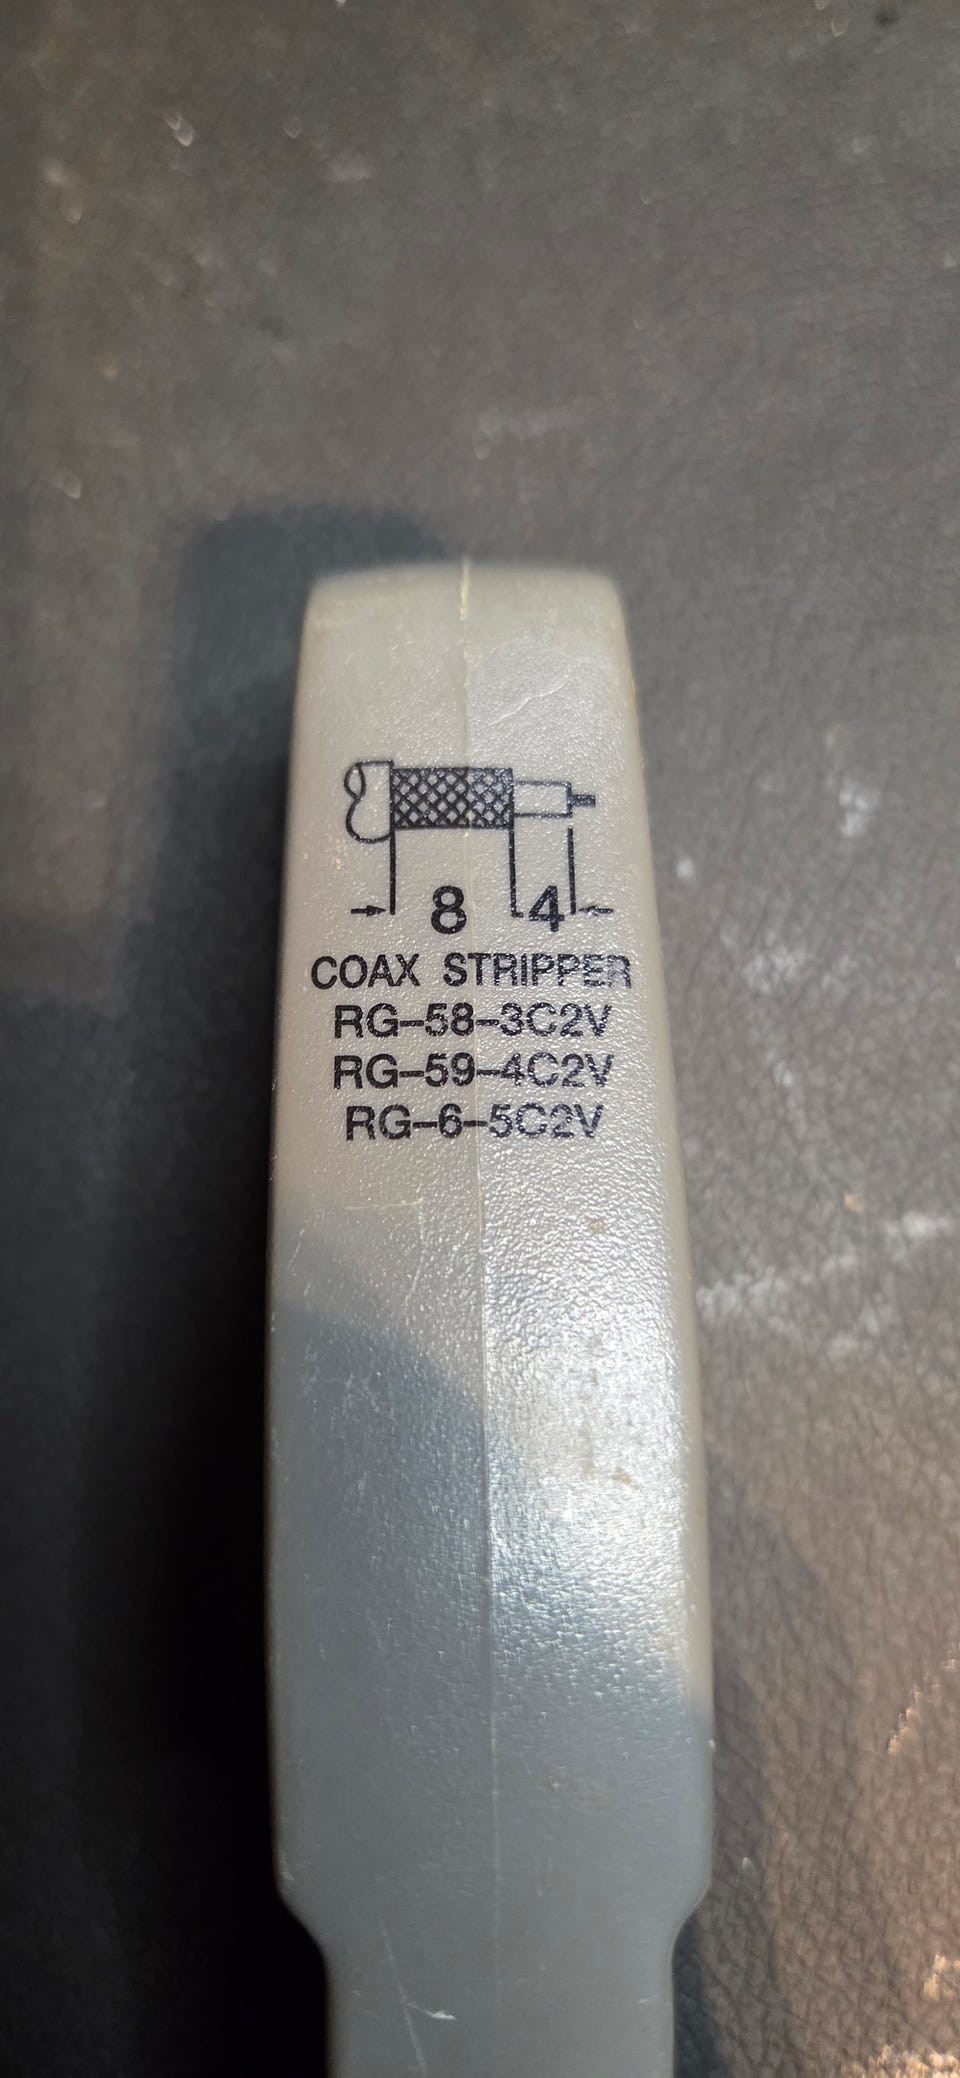 8 4
COAX STRIPPER
RG-58-3C2V
RG-59-4C2V
RG-6-5C2V